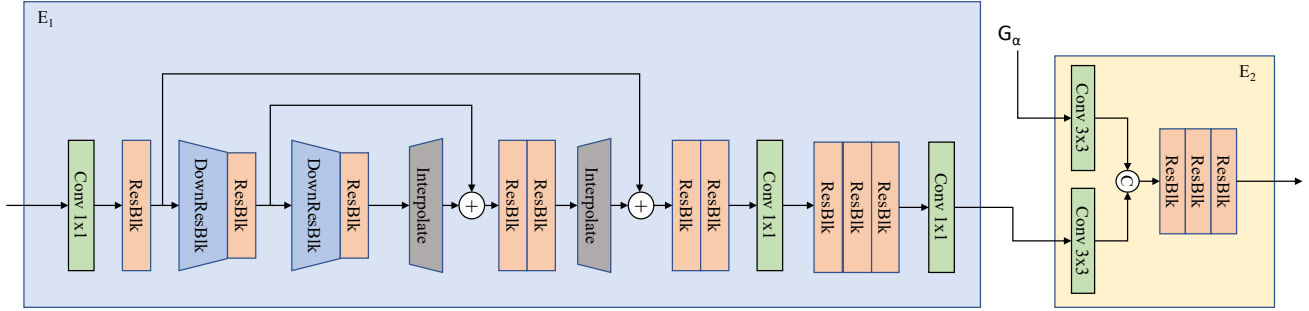 E₁
Conv 1x1
ResBlk
DownResBlk
ResBlk
DownResBlk
ResBlk
Interpolate
+
ResBlk
ResBlk
Interpolate
+
ResBlk
ResBlk
Conv 1x1
ResBlk
ResBlk
ResBlk
Conv 1x1
Gα
E₂
Conv 3x3
Conv 3x3
C
ResBlk
ResBlk
ResBlk